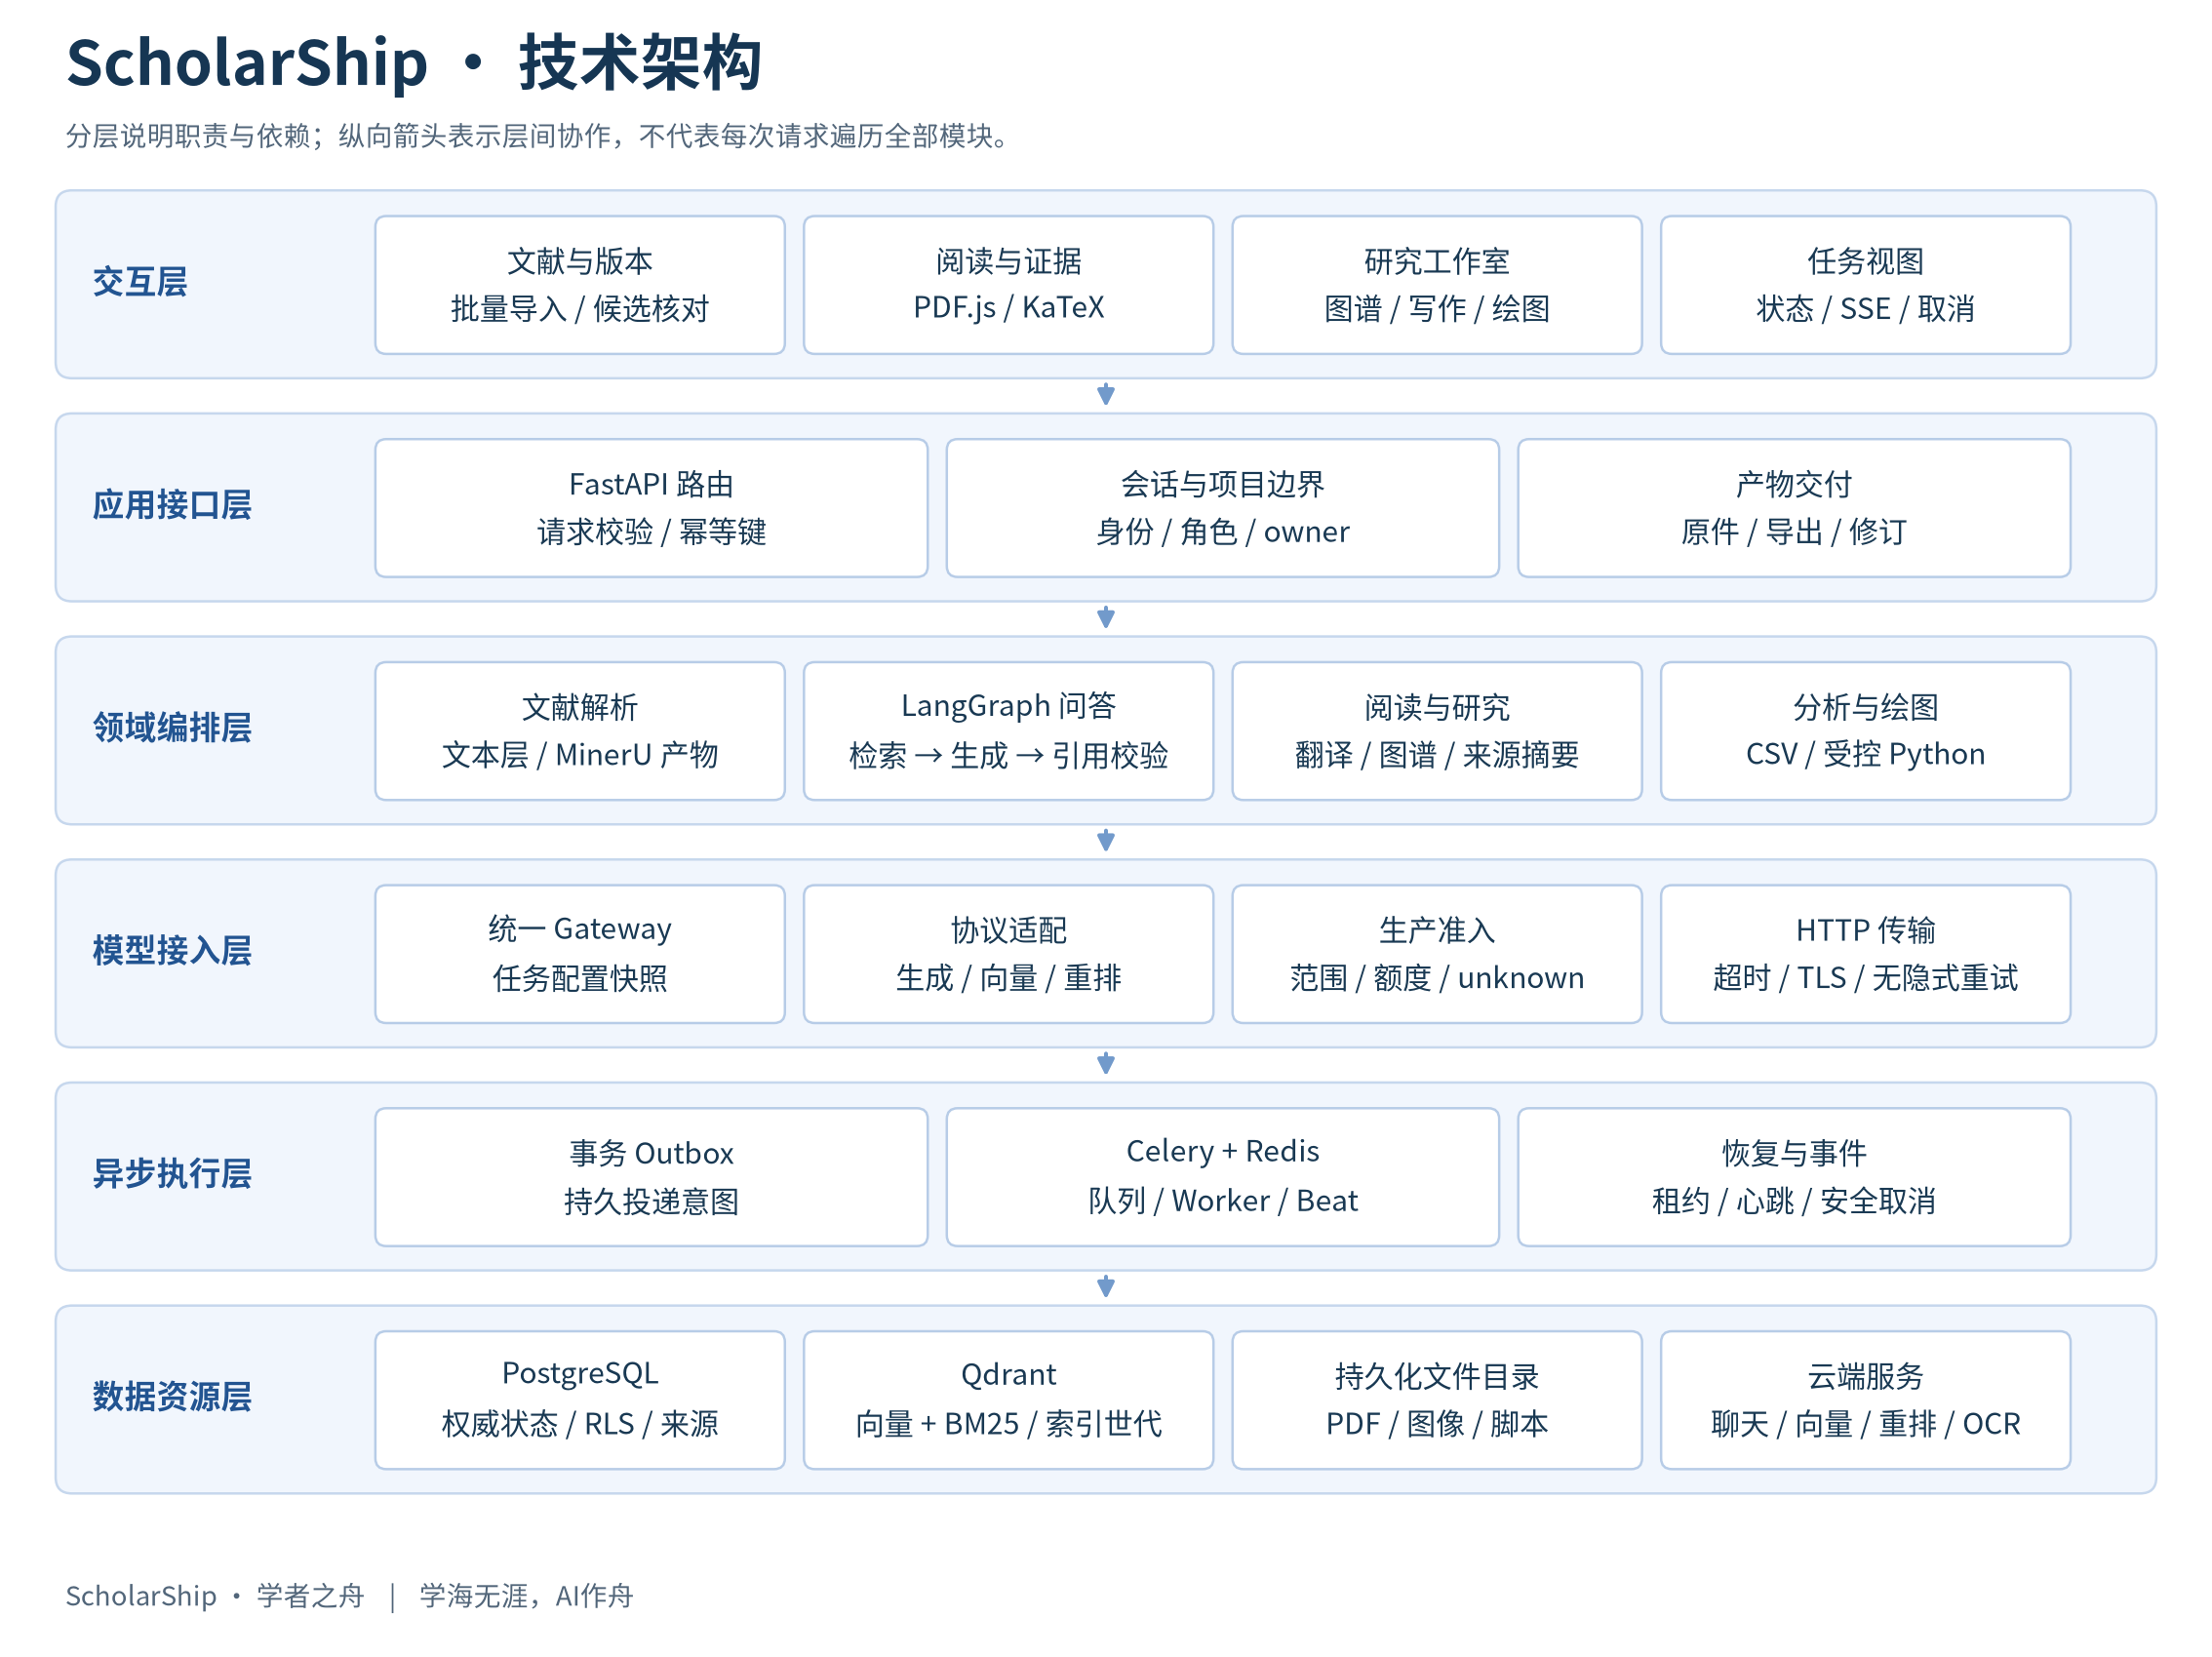 ScholarShip · 技术架构
分层说明职责与依赖；纵向箭头表示层间协作，不代表每次请求遍历全部模块。
交互层
文献与版本
批量导入 / 候选核对
阅读与证据
PDF.js / KaTeX
研究工作室
图谱 / 写作 / 绘图
任务视图
状态 / SSE / 取消
应用接口层
FastAPI 路由
请求校验 / 幂等键
会话与项目边界
身份 / 角色 / owner
产物交付
原件 / 导出 / 修订
领域编排层
文献解析
文本层 / MinerU 产物
LangGraph 问答
检索 → 生成 → 引用校验
阅读与研究
翻译 / 图谱 / 来源摘要
分析与绘图
CSV / 受控 Python
模型接入层
统一 Gateway
任务配置快照
协议适配
生成 / 向量 / 重排
生产准入
范围 / 额度 / unknown
HTTP 传输
超时 / TLS / 无隐式重试
异步执行层
事务 Outbox
持久投递意图
Celery + Redis
队列 / Worker / Beat
恢复与事件
租约 / 心跳 / 安全取消
数据资源层
PostgreSQL
权威状态 / RLS / 来源
Qdrant
向量 + BM25 / 索引世代
持久化文件目录
PDF / 图像 / 脚本
云端服务
聊天 / 向量 / 重排 / OCR
ScholarShip · 学者之舟 | 学海无涯，AI作舟